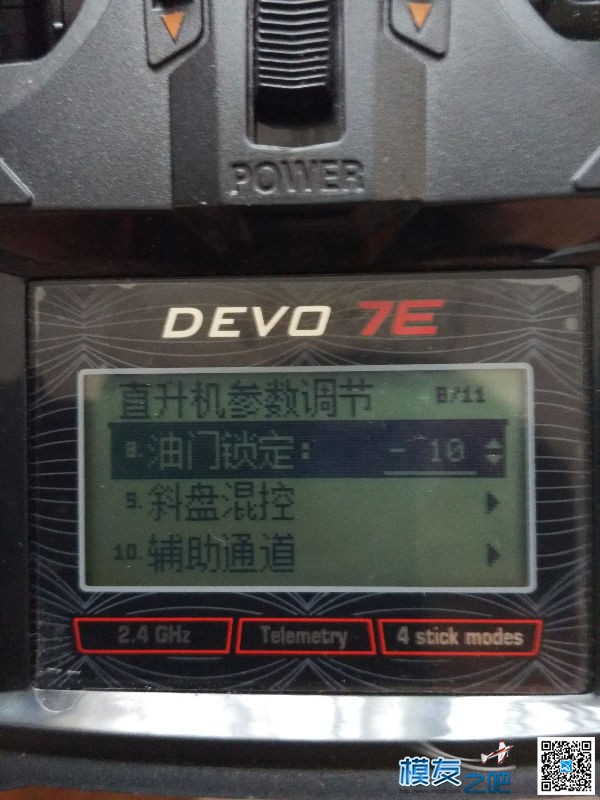 POWER
DEVO 7E
直升机参数调节 8/11
8. 油门锁定: - 10
9. 斜盘混控
10. 辅助通道
2.4 GHz Telemetry 4 stick modes
模友之吧